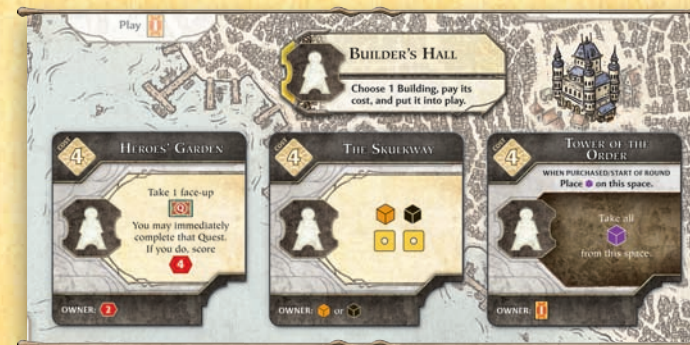 Play
BUILDER'S HALL
Choose 1 Building, pay its
cost, and put it into play.
COST
4
HEROES' GARDEN
Take 1 face-up
Q
You may immediately
complete that Quest.
If you do, score
4
OWNER: 2
COST
4
THE SKULKWAY
OWNER: or
COST
4
TOWER OF THE
ORDER
WHEN PURCHASED/START OF ROUND
Place on this space.
Take all
from this space.
OWNER: